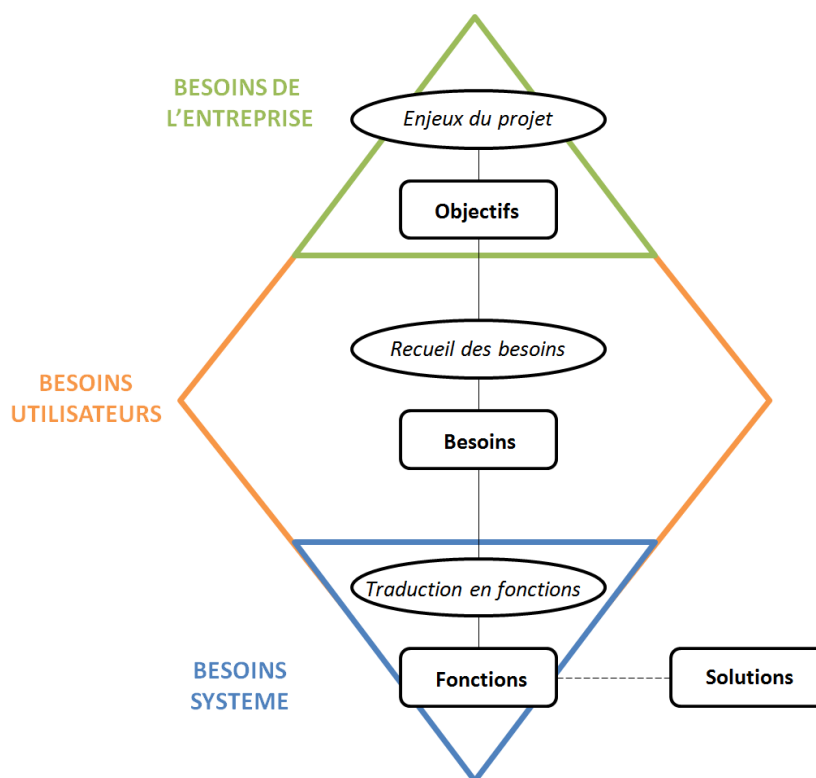 BESOINS DE
L'ENTREPRISE
Enjeux du projet
Objectifs
Recueil des besoins
BESOINS
UTILISATEURS
Besoins
Traduction en fonctions
BESOINS
SYSTEME
Fonctions
Solutions